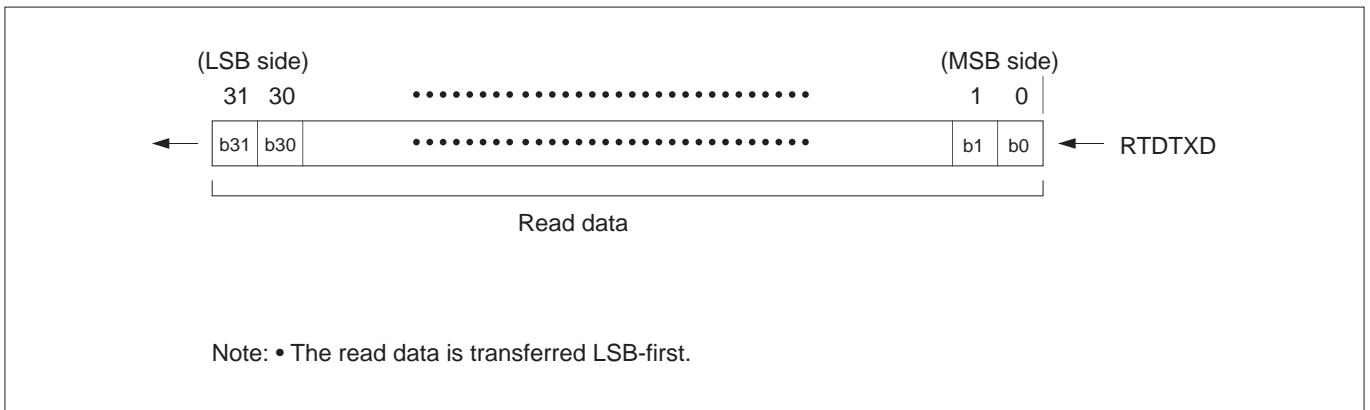 (LSB side) (MSB side)
31 30 •••••••••••••••••••••••••••••• 1 0
b31 b30 •••••••••••••••••••••••••••••• b1 b0 RTDTXD
Read data
Note: • The read data is transferred LSB-first.